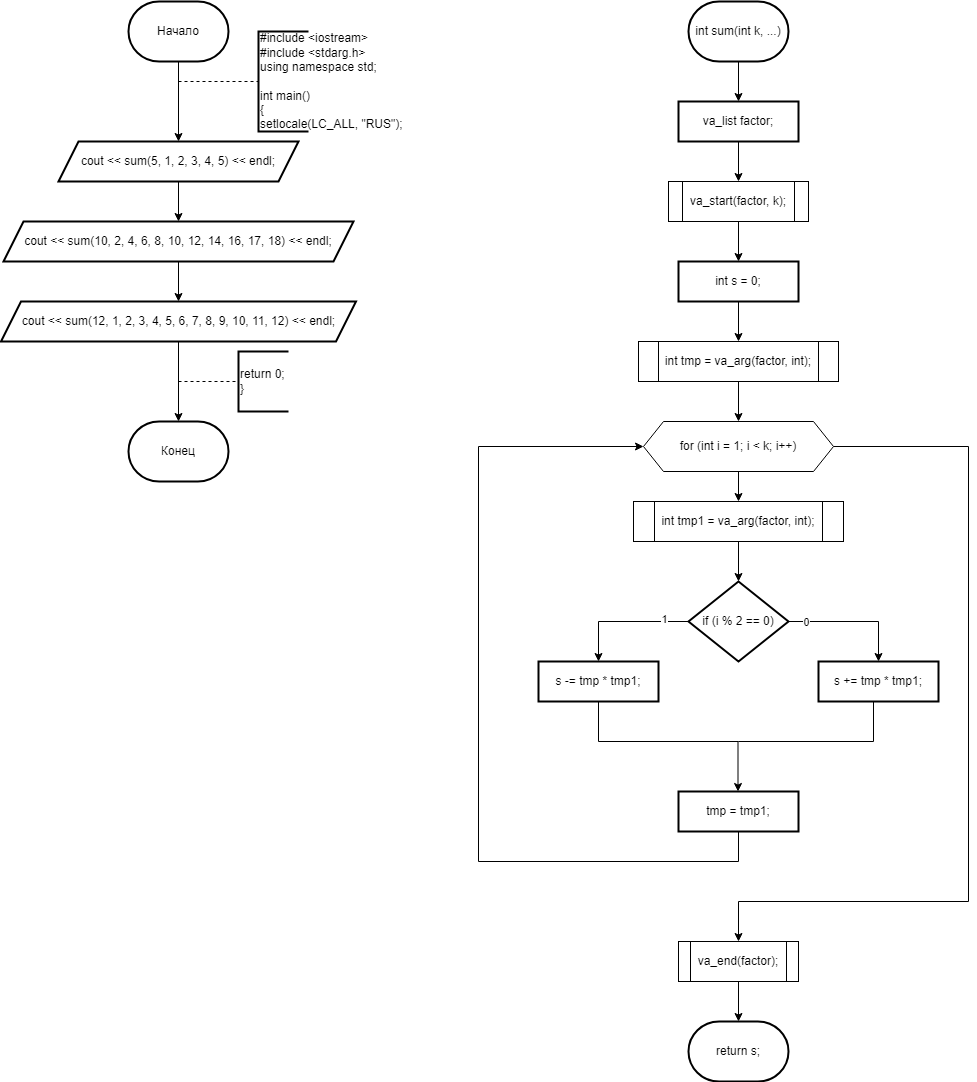 Начало
#include <iostream>
#include <stdarg.h>
using namespace std;
int main()
{
setlocale(LC_ALL, "RUS");
cout << sum(5, 1, 2, 3, 4, 5) << endl;
cout << sum(10, 2, 4, 6, 8, 10, 12, 14, 16, 17, 18) << endl;
cout << sum(12, 1, 2, 3, 4, 5, 6, 7, 8, 9, 10, 11, 12) << endl;
return 0;
}
Конец
int sum(int k, ...)
va_list factor;
va_start(factor, k);
int s = 0;
int tmp = va_arg(factor, int);
for (int i = 1; i < k; i++)
int tmp1 = va_arg(factor, int);
if (i % 2 == 0)
1
0
s -= tmp * tmp1;
s += tmp * tmp1;
tmp = tmp1;
va_end(factor);
return s;